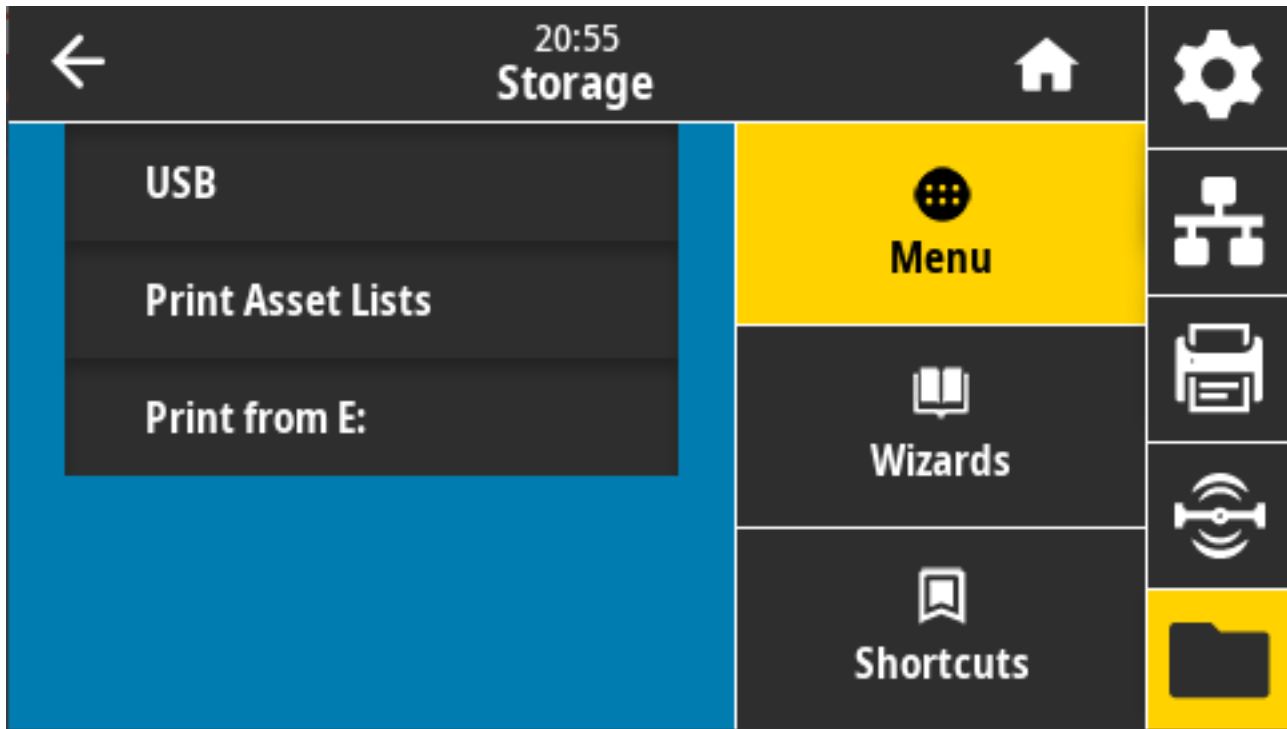 20:55
Storage
USB
Print Asset Lists
Print from E:
Menu
Wizards
Shortcuts